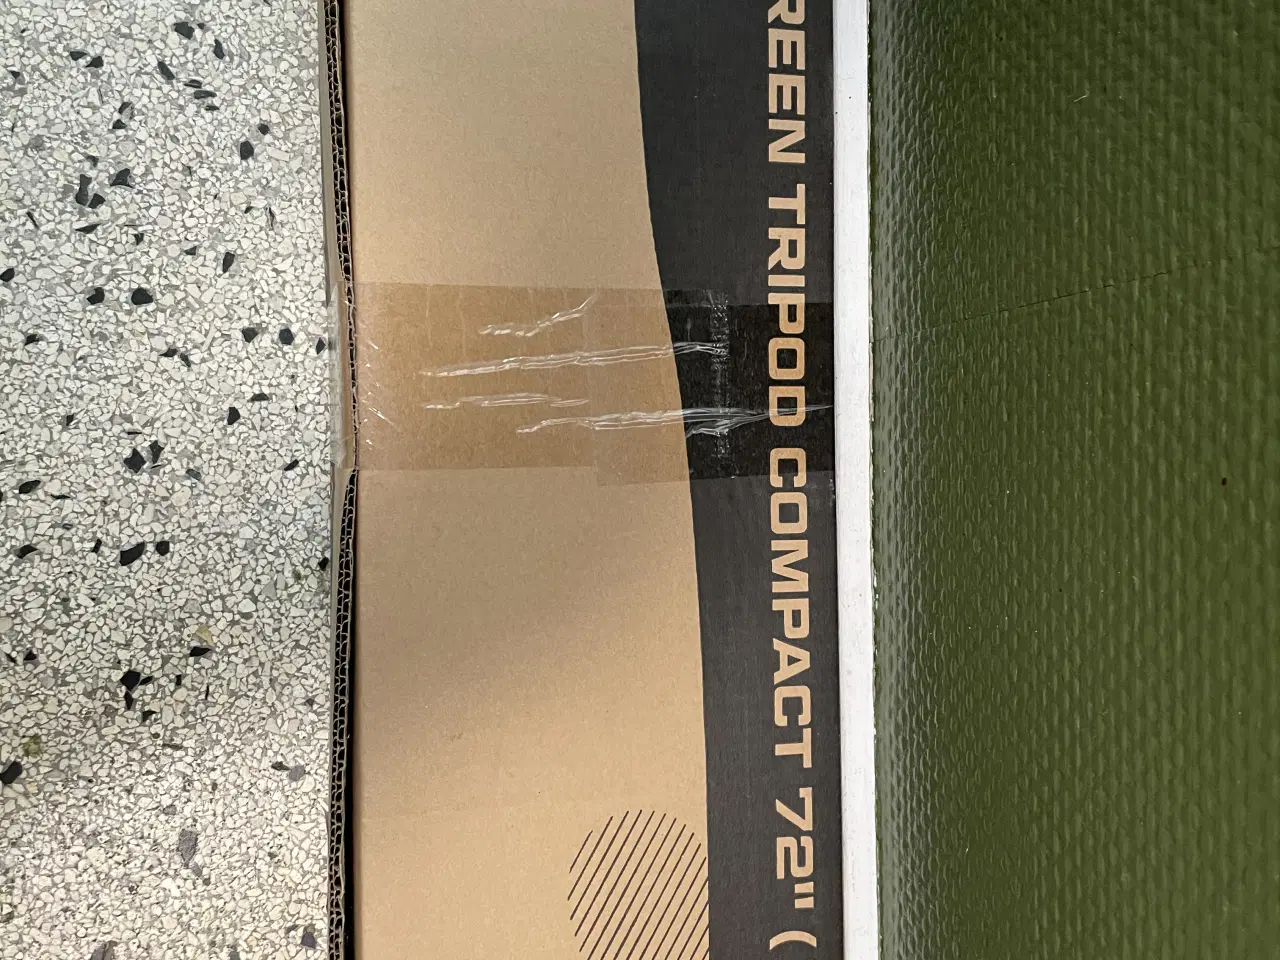 REEN TRIPOD COMPACT 72" (